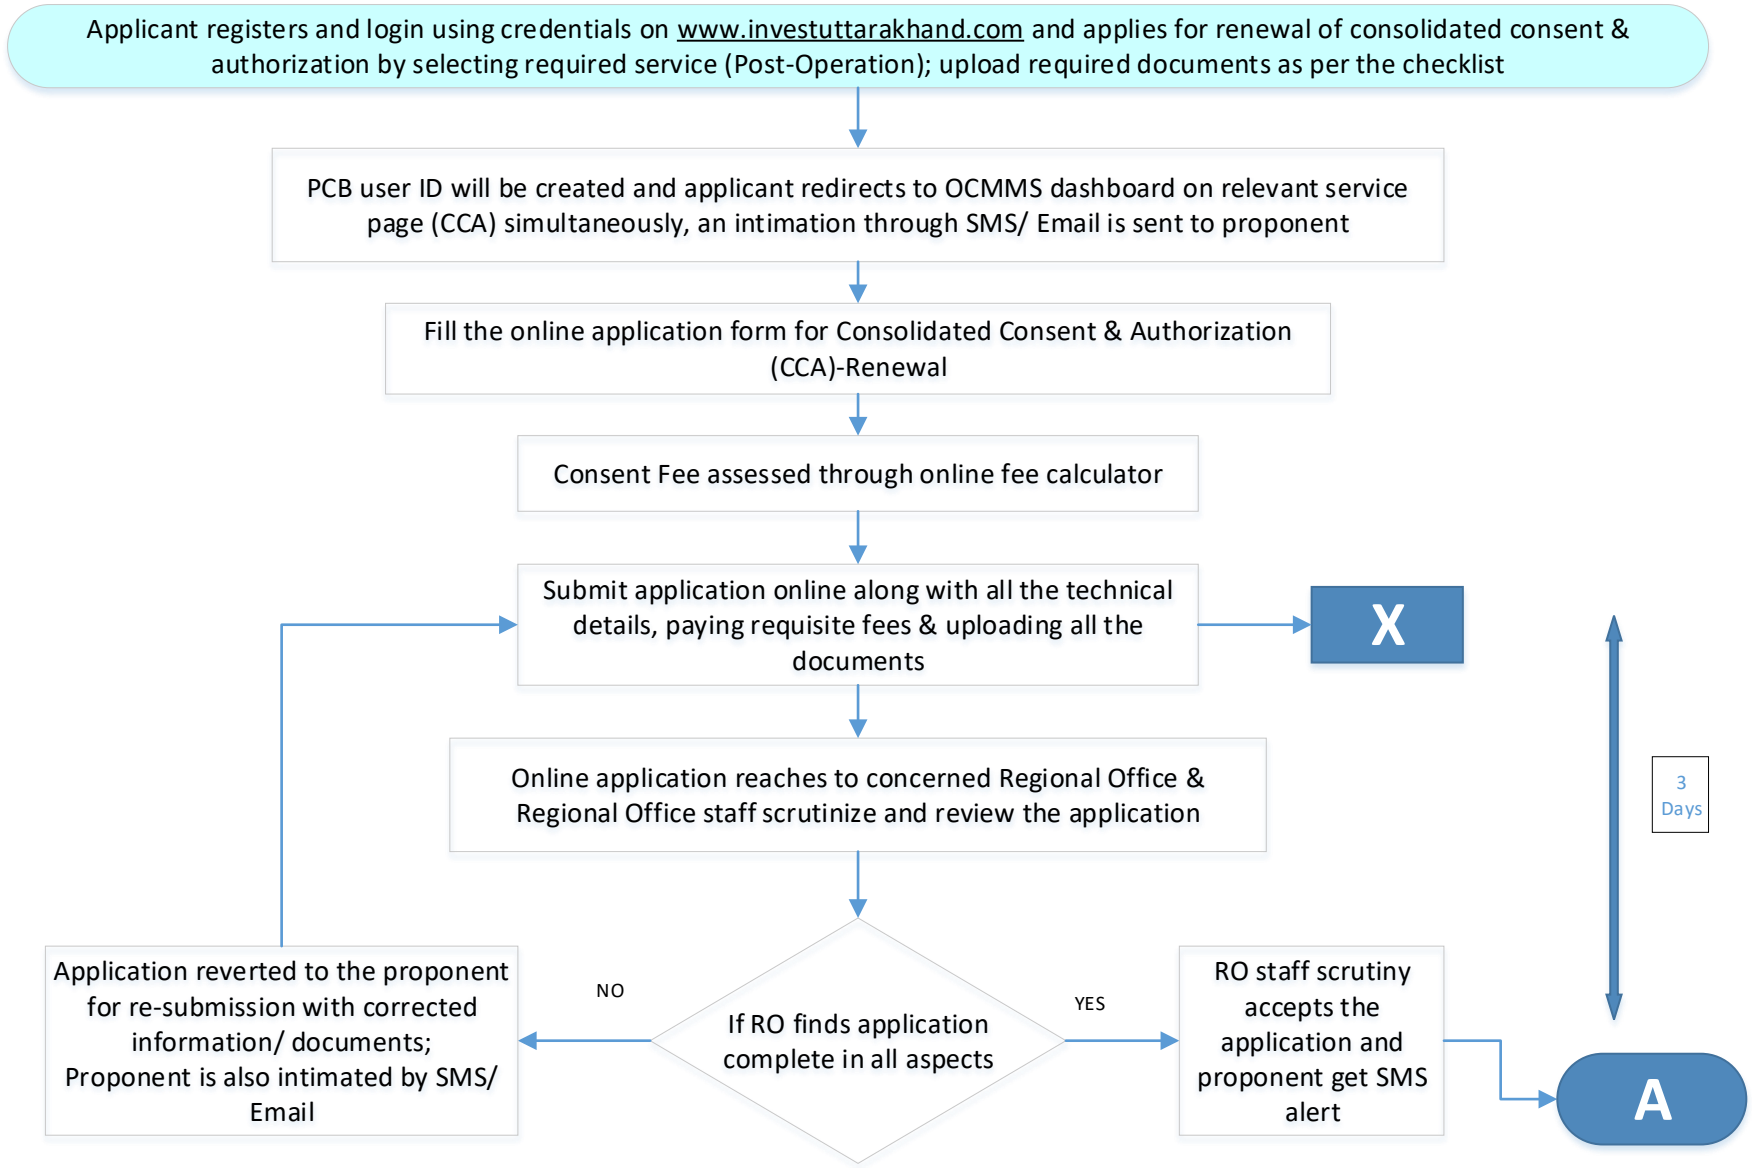 Applicant registers and login using credentials on www.investuttarakhand.com and applies for renewal of consolidated consent &
authorization by selecting required service (Post-Operation); upload required documents as per the checklist
PCB user ID will be created and applicant redirects to OCMMS dashboard on relevant service
page (CCA) simultaneously, an intimation through SMS/ Email is sent to proponent
Fill the online application form for Consolidated Consent & Authorization
(CCA)-Renewal
Consent Fee assessed through online fee calculator
Submit application online along with all the technical
details, paying requisite fees & uploading all the
documents
X
Online application reaches to concerned Regional Office &
Regional Office staff scrutinize and review the application
3
Days
Application reverted to the proponent
for re-submission with corrected
information/ documents;
Proponent is also intimated by SMS/
Email
NO
If RO finds application
complete in all aspects
YES
RO staff scrutiny
accepts the
application and
proponent get SMS
alert
A